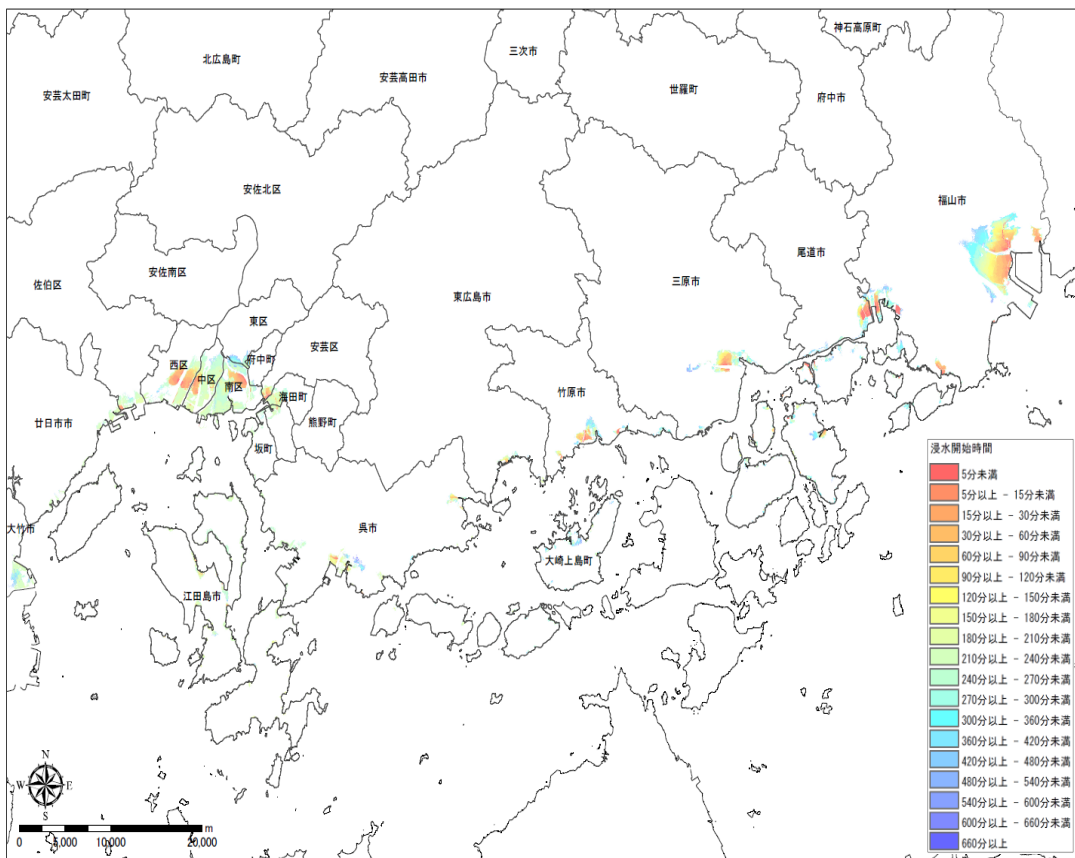 神石高原町
三次市
北広島町
安芸高田市
世羅町
安芸太田町
府中市
安佐北区
福山市
尾道市
安佐南区
佐伯区
三原市
東広島市
東区
安芸区
府中町
西区
中区
南区
海田町
竹原市
廿日市市
熊野町
坂町
大竹市
呉市
大崎上島町
江田島市
浸水開始時間
5分未満
5分以上 - 15分未満
15分以上 - 30分未満
30分以上 - 60分未満
60分以上 - 90分未満
90分以上 - 120分未満
120分以上 - 150分未満
150分以上 - 180分未満
180分以上 - 210分未満
210分以上 - 240分未満
240分以上 - 270分未満
270分以上 - 300分未満
300分以上 - 360分未満
360分以上 - 420分未満
420分以上 - 480分未満
480分以上 - 540分未満
540分以上 - 600分未満
600分以上 - 660分未満
660分以上
N
W E
S
0 5,000 10,000 20,000 m